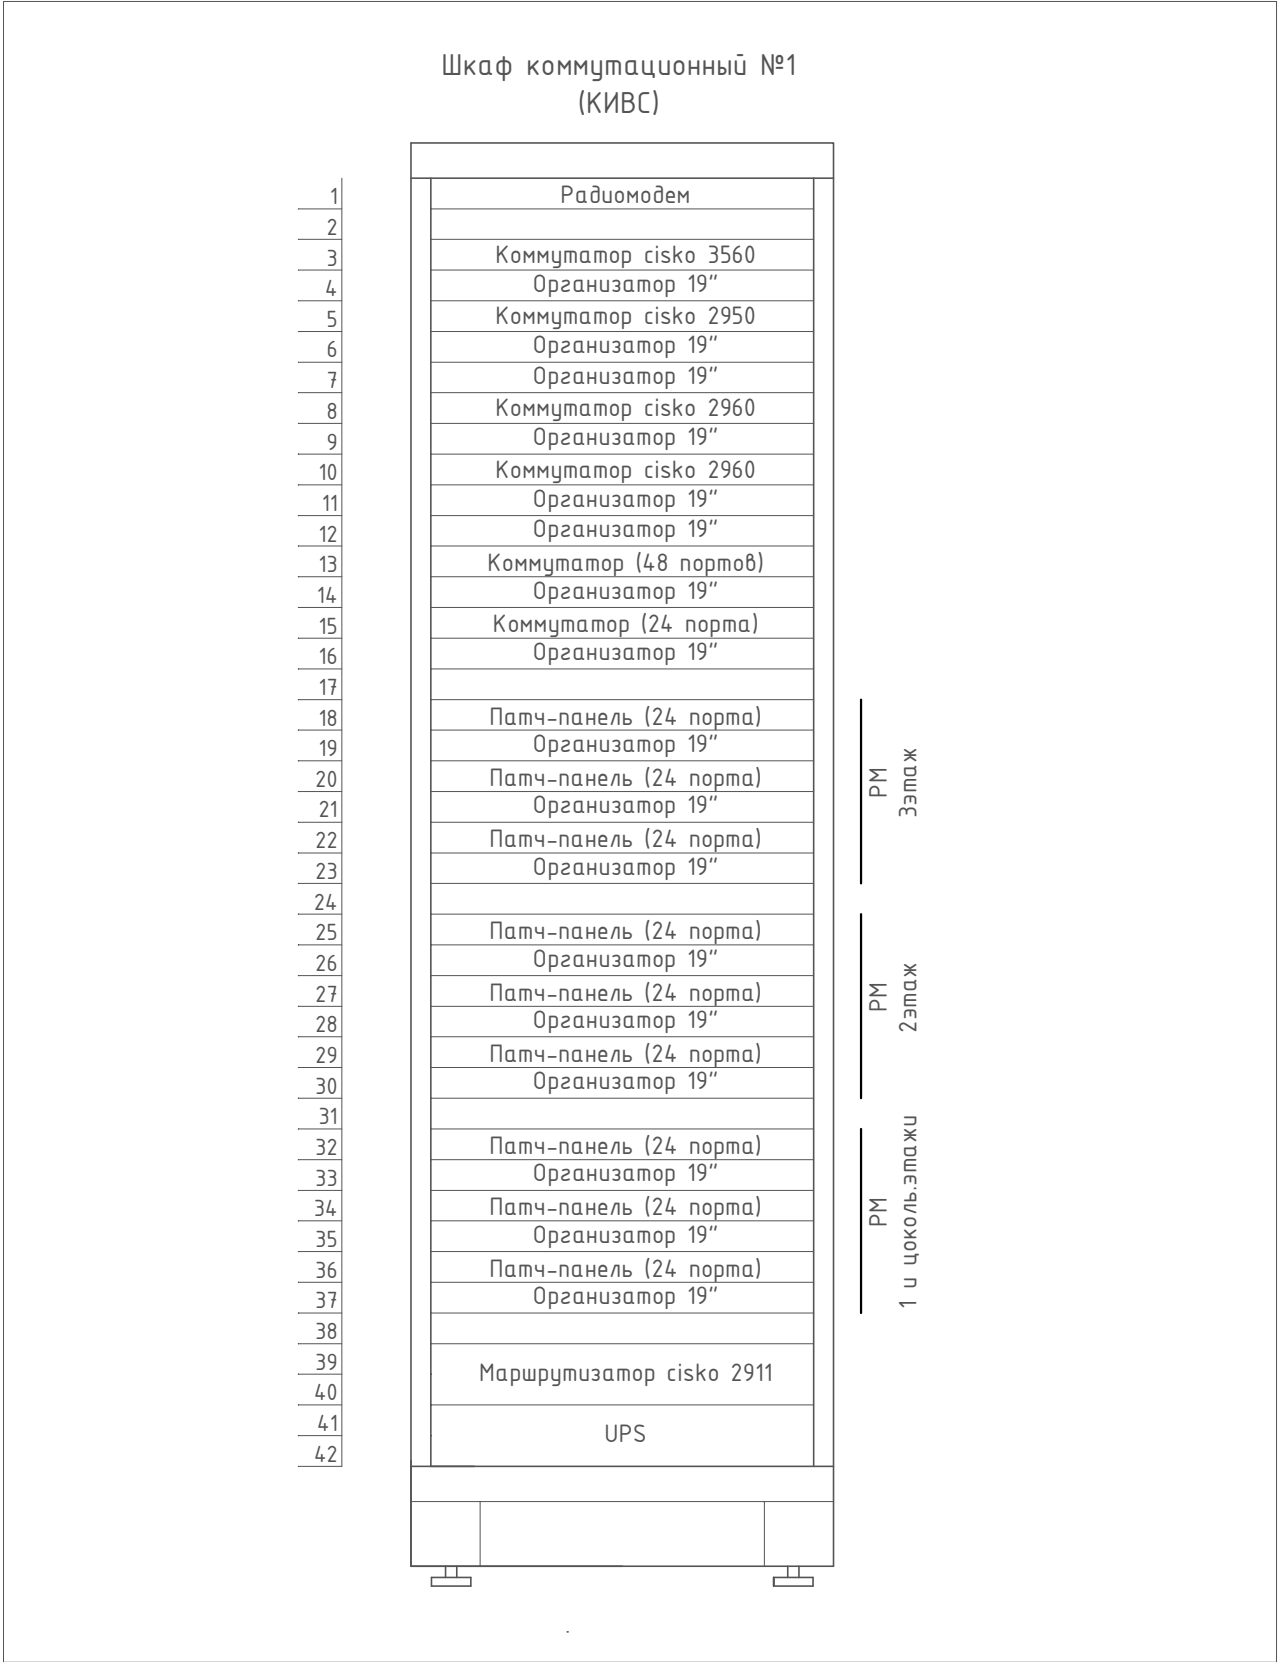 Шкаф коммутационный №1
(КИВС)
1 Радиомодем
2
3 Коммутатор cisko 3560
4 Организатор 19"
5 Коммутатор cisko 2950
6 Организатор 19"
7 Организатор 19"
8 Коммутатор cisko 2960
9 Организатор 19"
10 Коммутатор cisko 2960
11 Организатор 19"
12 Организатор 19"
13 Коммутатор (48 портов)
14 Организатор 19"
15 Коммутатор (24 порта)
16 Организатор 19"
17
18 Патч-панель (24 порта)
19 Организатор 19"
20 Патч-панель (24 порта)
21 Организатор 19"
22 Патч-панель (24 порта)
23 Организатор 19"
РМ
3этаж
24
25 Патч-панель (24 порта)
26 Организатор 19"
27 Патч-панель (24 порта)
28 Организатор 19"
29 Патч-панель (24 порта)
30 Организатор 19"
РМ
2этаж
31
32 Патч-панель (24 порта)
33 Организатор 19"
34 Патч-панель (24 порта)
35 Организатор 19"
36 Патч-панель (24 порта)
37 Организатор 19"
РМ
1 и цоколь.этажи
38
39
Маршрутизатор cisko 2911
40
41
UPS
42